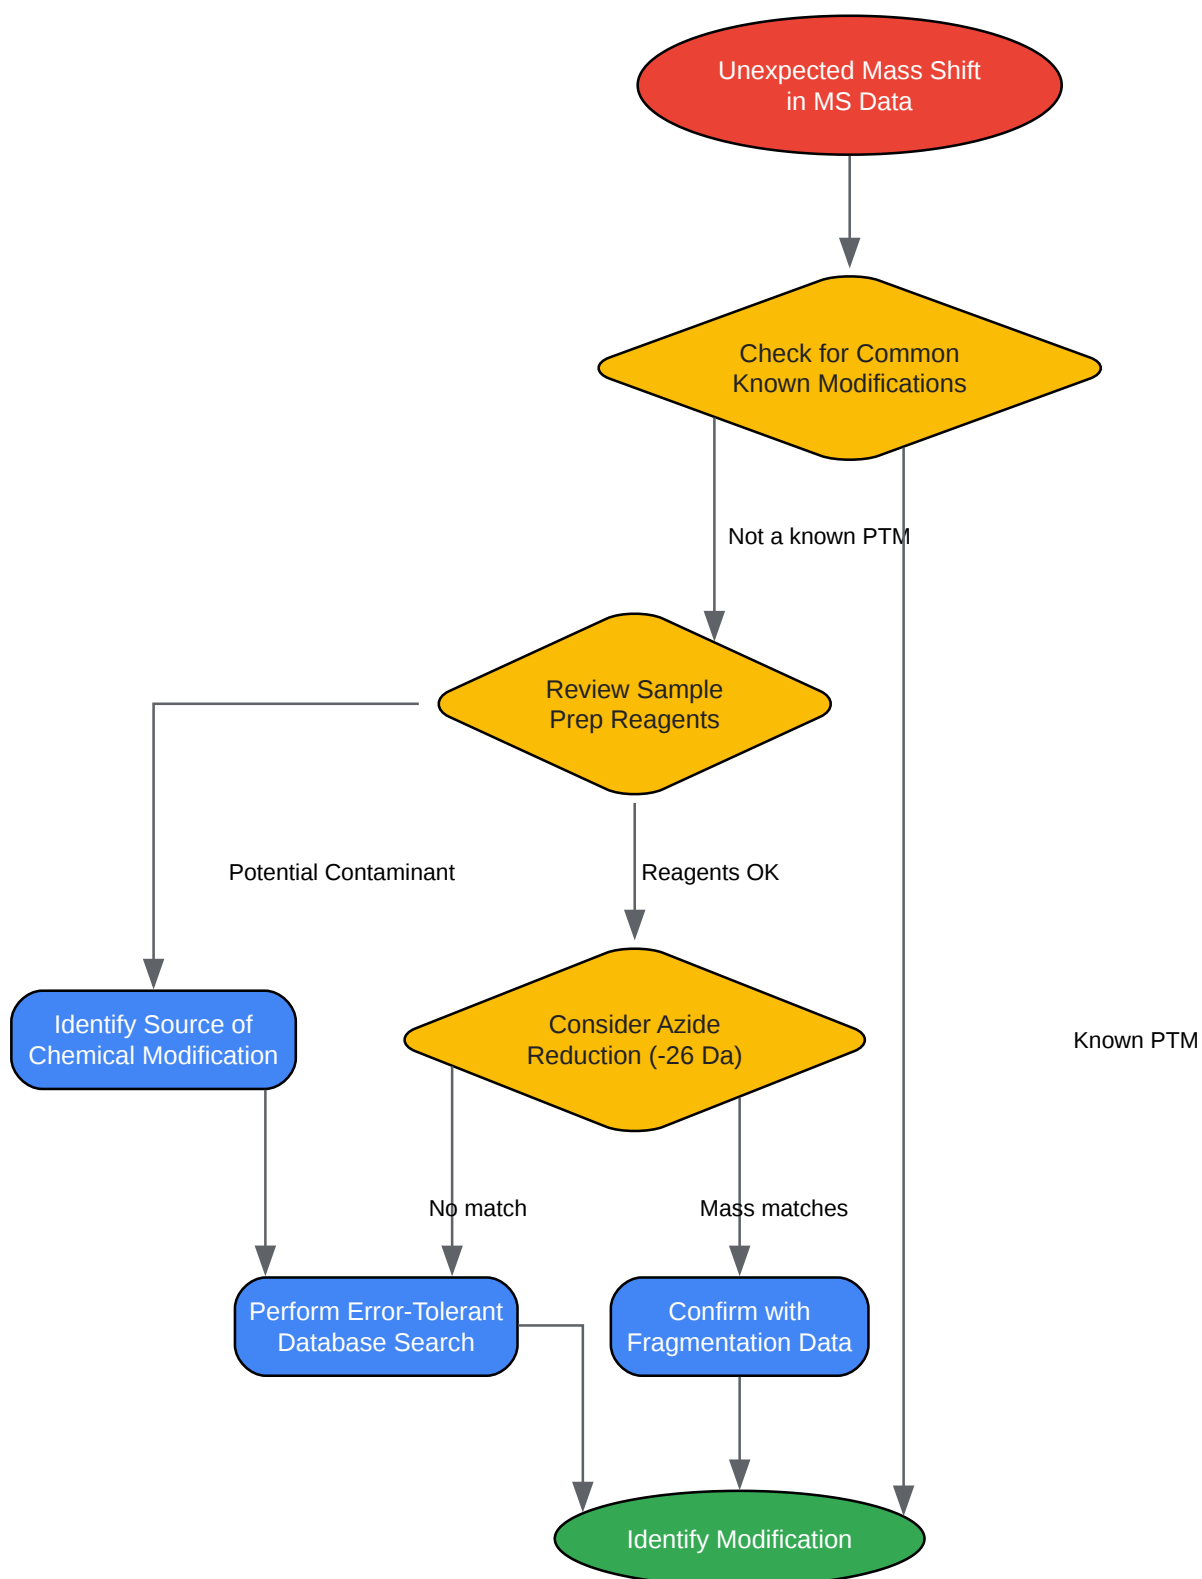 Unexpected Mass Shift
in MS Data
Check for Common
Known Modifications
Not a known PTM
Review Sample
Prep Reagents
Potential Contaminant
Reagents OK
Identify Source of
Chemical Modification
Consider Azide
Reduction (-26 Da)
Known PTM
No match
Mass matches
Perform Error-Tolerant
Database Search
Confirm with
Fragmentation Data
Identify Modification